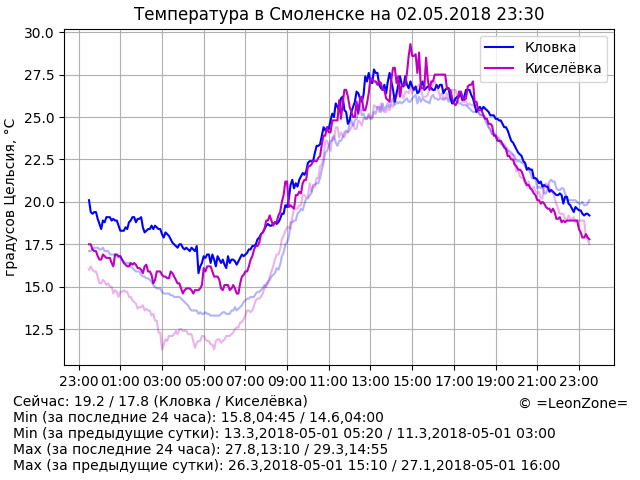 Температура в Смоленске на 02.05.2018 23:30
градусов Цельсия, °C
30.0
27.5
25.0
22.5
20.0
17.5
15.0
12.5
Кловка
Киселёвка
23:00 01:00 03:00 05:00 07:00 09:00 11:00 13:00 15:00 17:00 19:00 21:00 23:00
Сейчас: 19.2 / 17.8 (Кловка / Киселёвка)
© =LeonZone=
Min (за последние 24 часа): 15.8,04:45 / 14.6,04:00
Min (за предыдущие сутки): 13.3,2018-05-01 05:20 / 11.3,2018-05-01 03:00
Max (за последние 24 часа): 27.8,13:10 / 29.3,14:55
Max (за предыдущие сутки): 26.3,2018-05-01 15:10 / 27.1,2018-05-01 16:00